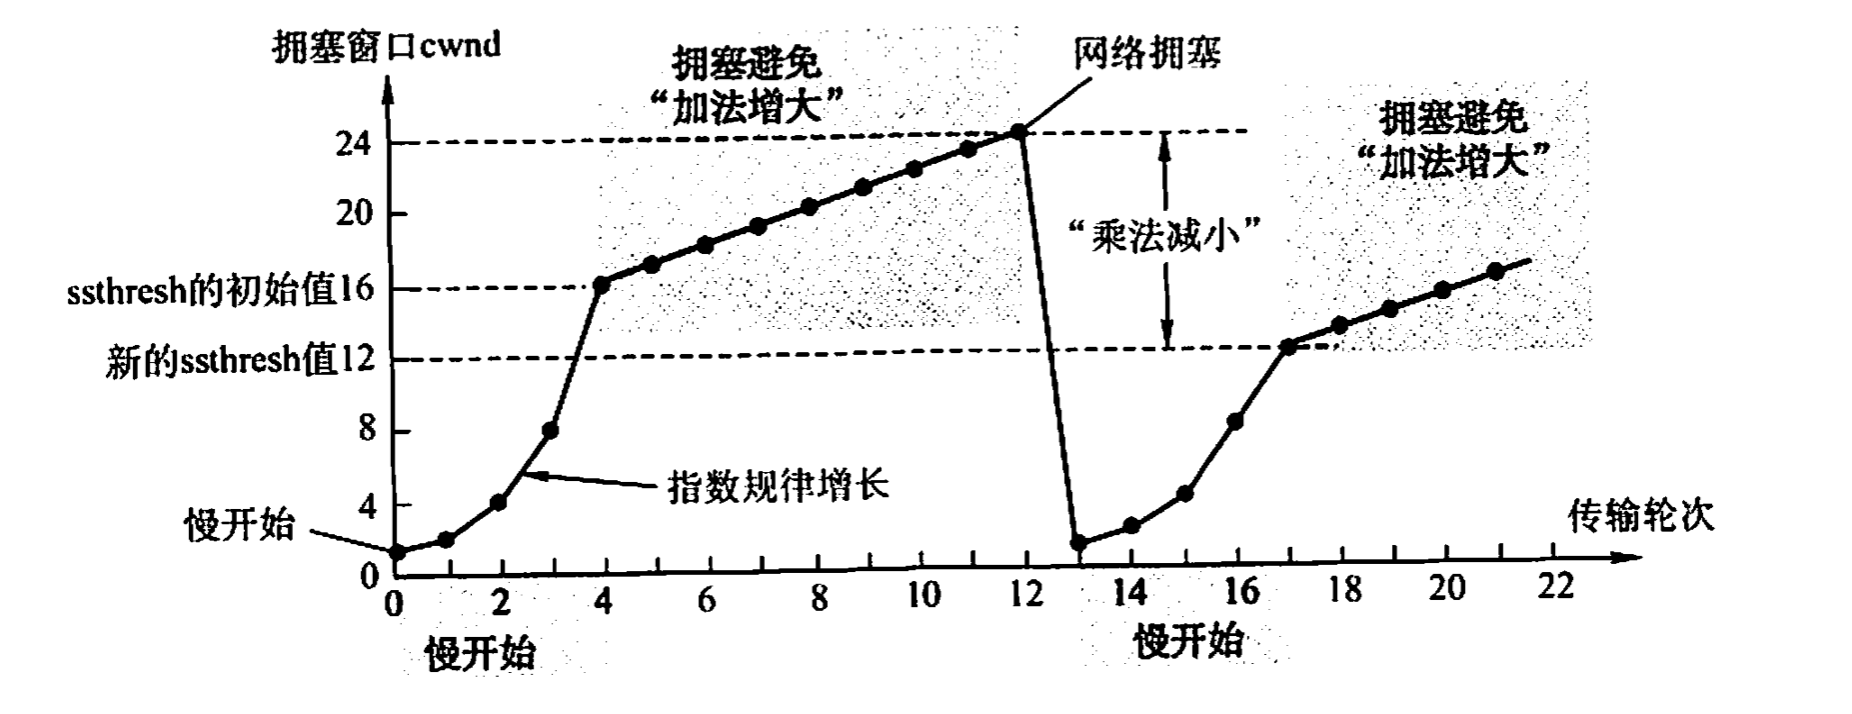 拥塞窗口cwnd
拥塞避免
“加法增大”
网络拥塞
拥塞避免
“加法增大”
24
20
“乘法减小”
ssthresh的初始值16
新的ssthresh值12
8
4
指数规律增长
慢开始
传输轮次
0
0 2 4 6 8 10 12 14 16 18 20 22
慢开始
慢开始